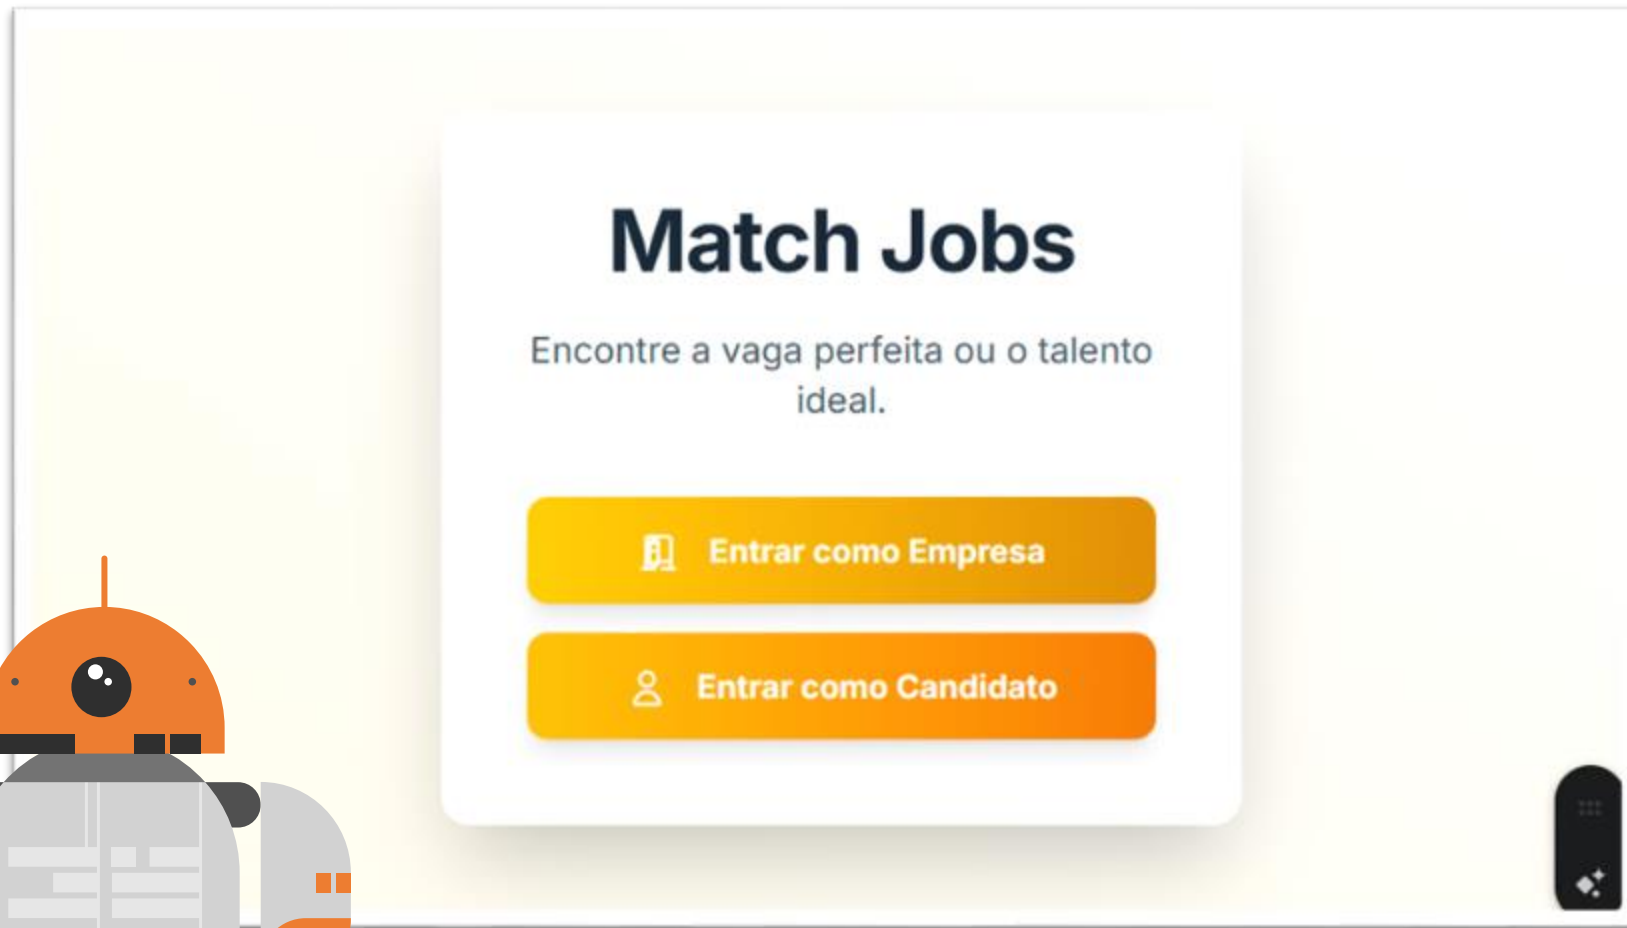 Match Jobs
Encontre a vaga perfeita ou o talento
ideal.
Entrar como Empresa
Entrar como Candidato